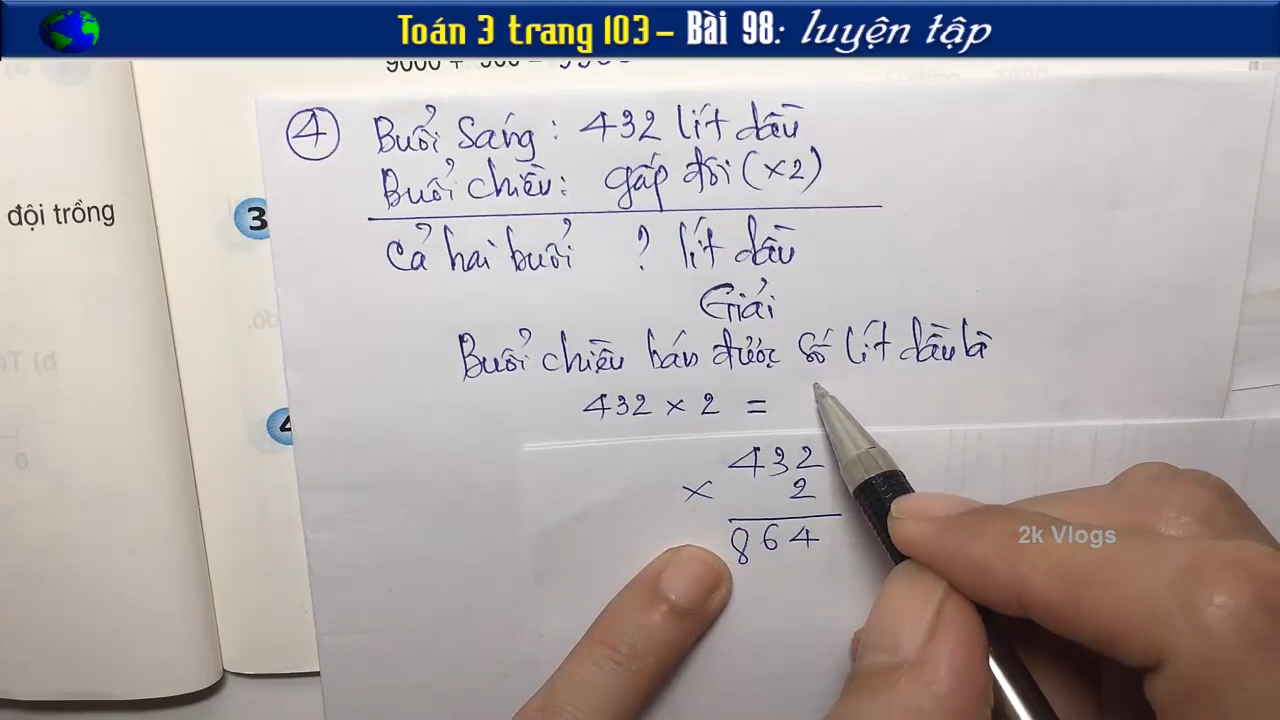 Toán 3 trang 103 – Bài 98: luyện tập
4 Buổi Sáng: 432 lít dầu
Buổi chiều: gấp đôi (×2)
Cả hai buổi ? lít dầu
Giải
Buổi chiều bán được số lít dầu là
432 × 2 =
432
× 2
864
đội trồng
3
4
2k Vlogs